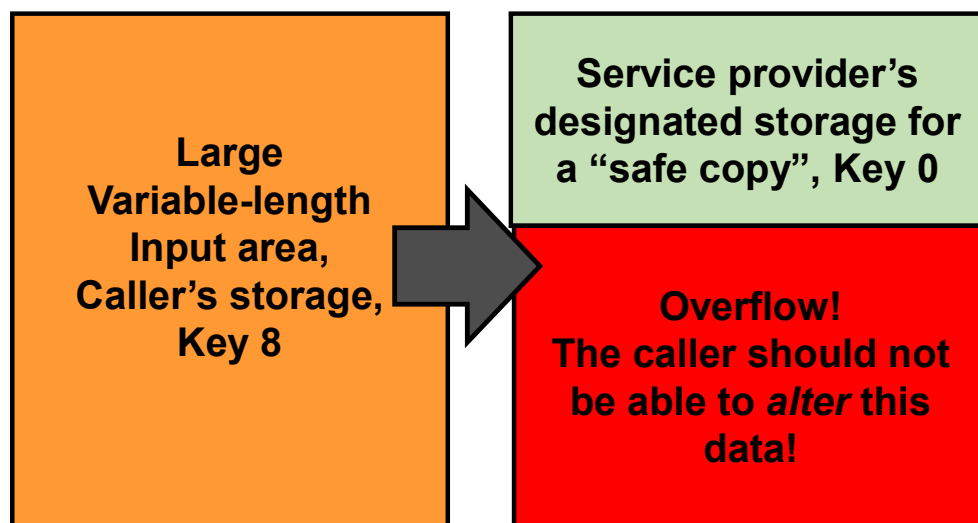 Large
Variable-length
Input area,
Caller’s storage,
Key 8
Service provider’s
designated storage for
a “safe copy”, Key 0
Overflow!
The caller should not
be able to alter this
data!